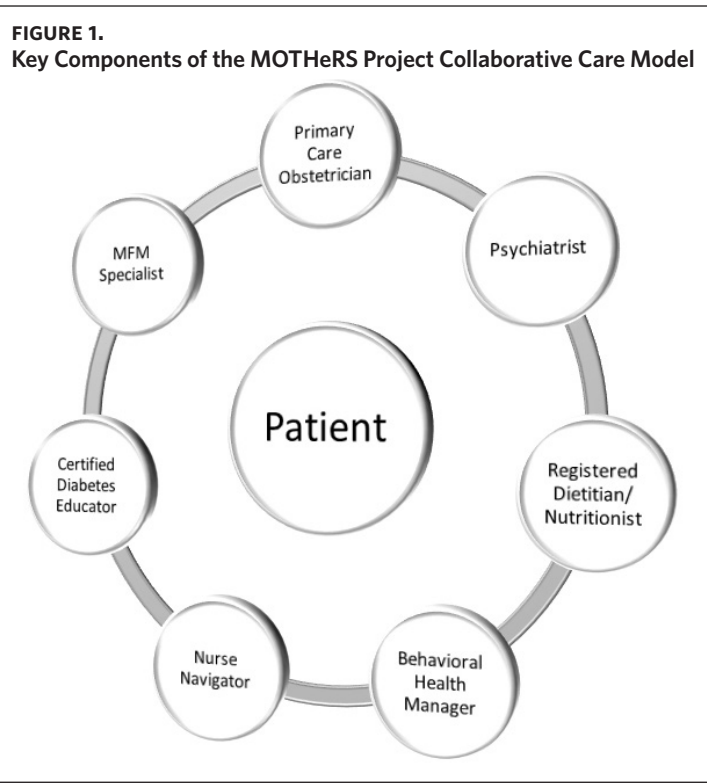 FIGURE 1.
Key Components of the MOTHeRS Project Collaborative Care Model
Primary
Care
Obstetrician
Psychiatrist
Registered
Dietitian/
Nutritionist
Behavioral
Health
Manager
Nurse
Navigator
Certified
Diabetes
Educator
MFM
Specialist
Patient